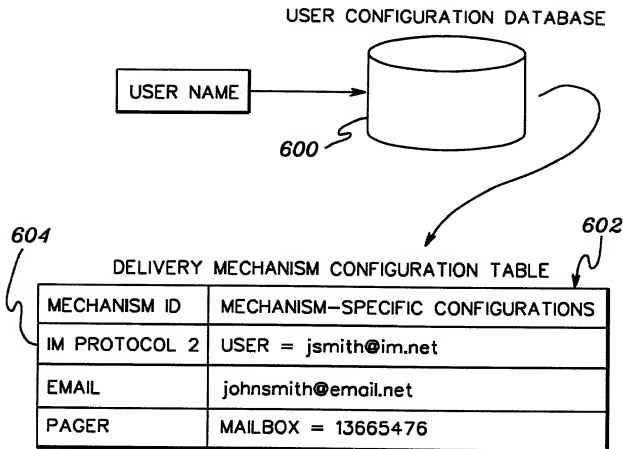 USER CONFIGURATION DATABASE
USER NAME
600
604
602
DELIVERY MECHANISM CONFIGURATION TABLE
MECHANISM ID MECHANISM-SPECIFIC CONFIGURATIONS
IM PROTOCOL 2 USER = jsmith@im.net
EMAIL johnsmith@email.net
PAGER MAILBOX = 13665476